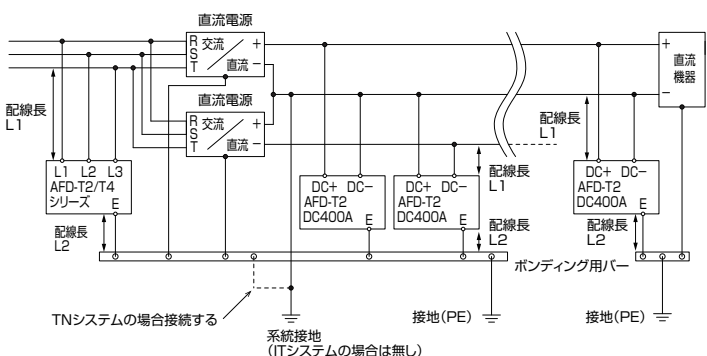 直流電源
R 交流 +
S
T 直流 −
直流電源
R 交流 +
S
T 直流 −
+
直流
機器
−
配線長
L1
L1 L2 L3
AFD-T2/T4
シリーズ
E
配線長
L2
DC+ DC−
AFD-T2
DC400A
E
DC+ DC−
AFD-T2
DC400A
E
配線長
L1
配線長
L2
配線長
L1
DC+ DC−
AFD-T2
DC400A
E
配線長
L2
ボンディング用バー
TNシステムの場合接続する
系統接地
(ITシステムの場合は無し)
接地(PE)
接地(PE)